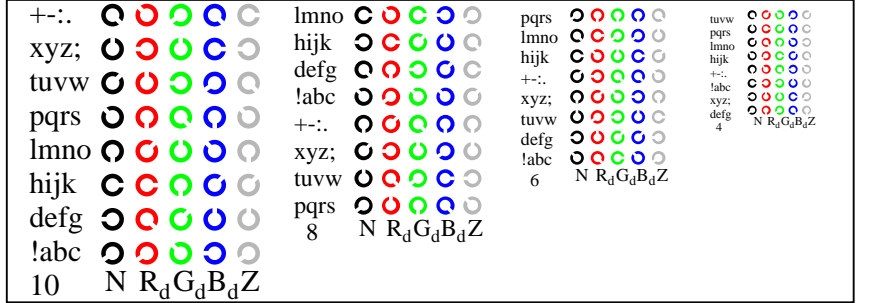 +-:.
xyz;
tuvw
pqrs
lmno
hijk
defg
!abc
10 N RdGdBdZ
lmno
hijk
defg
!abc
+-:.
xyz;
tuvw
pqrs
8 N RdGdBdZ
pqrs
lmno
hijk
+-:.
xyz;
tuvw
defg
!abc
6 N RdGdBdZ
tuvw
pqrs
lmno
hijk
+-:.
!abc
xyz;
defg
4 N RdGdBdZ